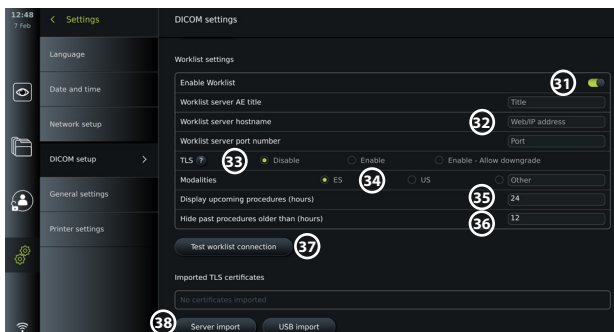 12:48
7 Feb
Settings
DICOM settings
Language
Date and time
Network setup
DICOM setup
General settings
Printer settings
Worklist settings
Enable Worklist 31
Worklist server AE title Title
Worklist server hostname 32 Web/IP address
Worklist server port number Port
TLS ? 33 Disable Enable Enable - Allow downgrade
Modalities ES 34 US Other
Display upcoming procedures (hours) 35 24
Hide past procedures older than (hours) 36 12
Test worklist connection 37
Imported TLS certificates
No certificates imported
38 Server import USB import